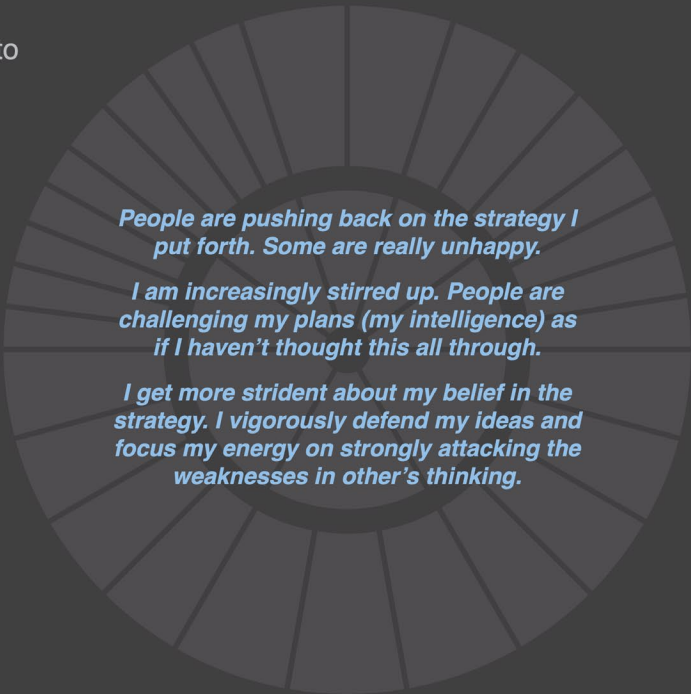 to
People are pushing back on the strategy I
put forth. Some are really unhappy.
I am increasingly stirred up. People are
challenging my plans (my intelligence) as
if I haven’t thought this all through.
I get more strident about my belief in the
strategy. I vigorously defend my ideas and
focus my energy on strongly attacking the
weaknesses in other’s thinking.